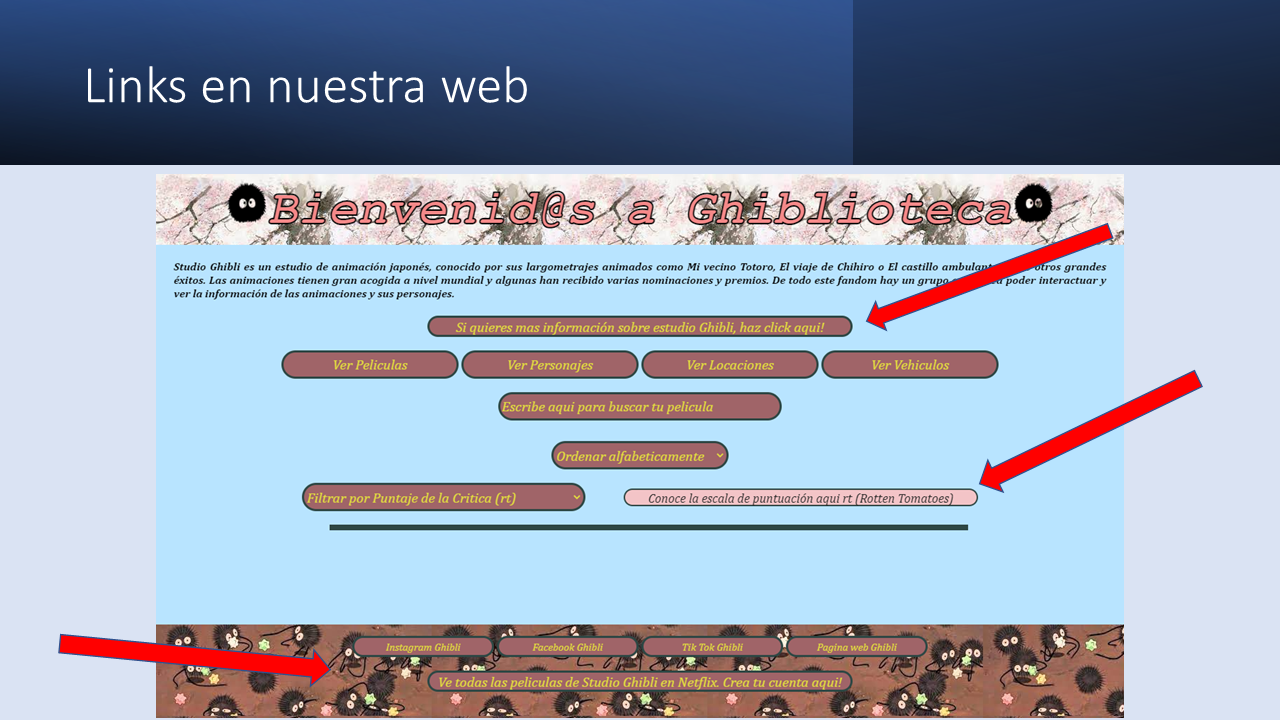 Links en nuestra web
Bienvenid@s a Ghiblioteca
Studio Ghibli es un estudio de animación japonés, conocido por sus largometrajes animados como Mi vecino Totoro, El viaje de Chihiro o El castillo ambulant otros grandes
éxitos. Las animaciones tienen gran acogida a nivel mundial y algunas han recibido varias nominaciones y premios. De todo este fandom hay un grupo poder interactuar y
ver la información de las animaciones y sus personajes.
Si quieres mas información sobre estudio Ghibli, haz click aqui!
Ver Peliculas Ver Personajes Ver Locaciones Ver Vehiculos
Escribe aqui para buscar tu pelicula
Ordenar alfabeticamente
Filtrar por Puntaje de la Critica (rt) Conoce la escala de puntuación aqui rt (Rotten Tomatoes)
Instagram Ghibli Facebook Ghibli Tik Tok Ghibli Pagina web Ghibli
Ve todas las peliculas de Studio Ghibli en Netflix. Crea tu cuenta aqui!